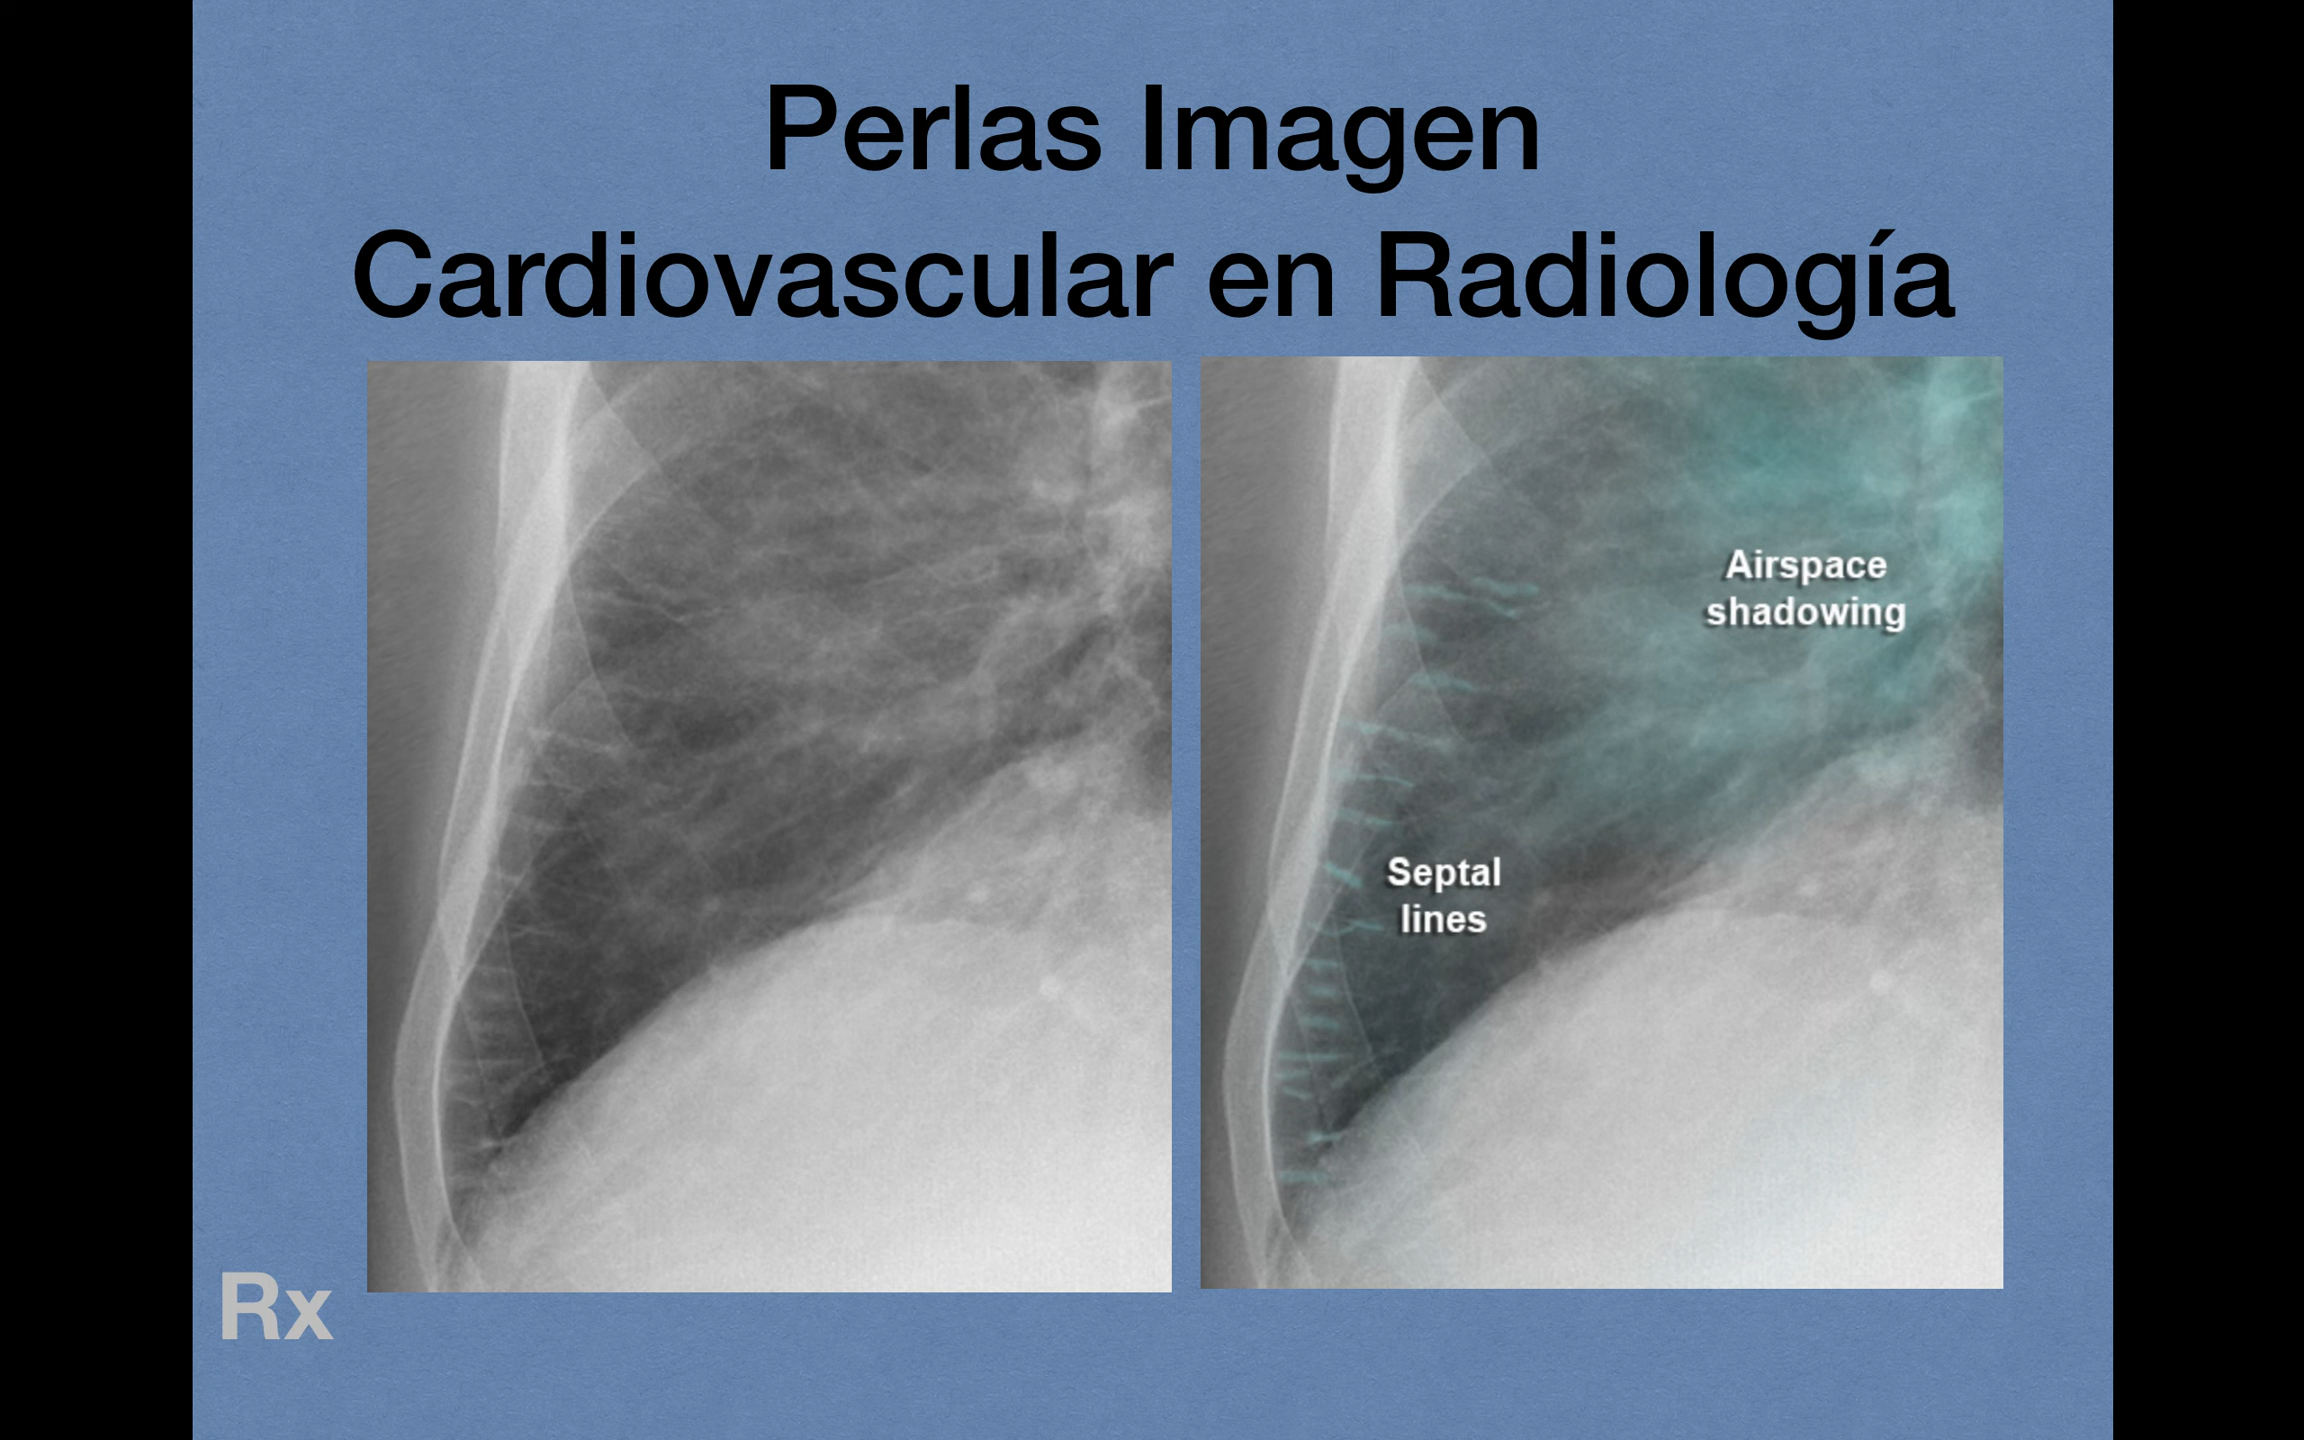 Perlas Imagen
Cardiovascular en Radiología
Airspace
shadowing
Septal
lines
Rx